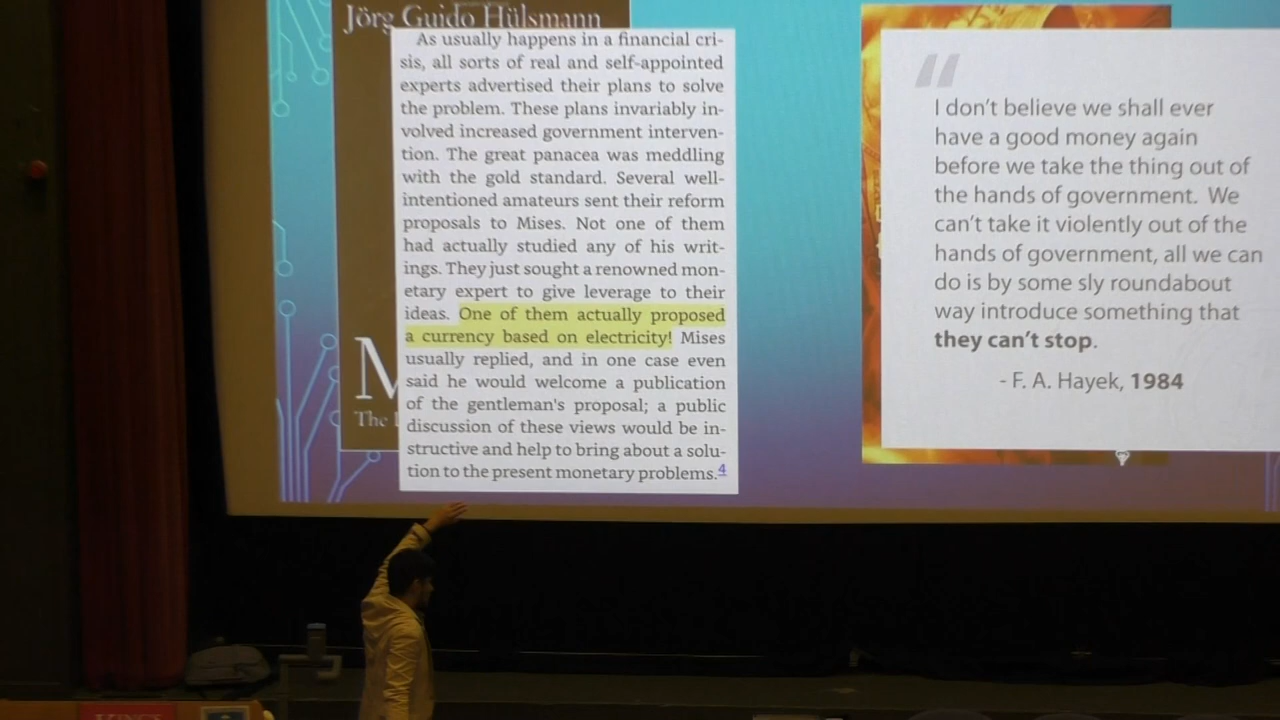 Jörg Guido Hülsmann
As usually happens in a financial cri-
sis, all sorts of real and self-appointed
experts advertised their plans to solve
the problem. These plans invariably in-
volved increased government interven-
tion. The great panacea was meddling
with the gold standard. Several well-
intentioned amateurs sent their reform
proposals to Mises. Not one of them
had actually studied any of his writ-
ings. They just sought a renowned mon-
etary expert to give leverage to their
ideas. One of them actually proposed
a currency based on electricity! Mises
usually replied, and in one case even
said he would welcome a publication
of the gentleman's proposal; a public
discussion of these views would be in-
structive and help to bring about a solu-
tion to the present monetary problems.4
M
The
“
I don't believe we shall ever
have a good money again
before we take the thing out of
the hands of government. We
can't take it violently out of the
hands of government, all we can
do is by some sly roundabout
way introduce something that
they can't stop.
- F. A. Hayek, 1984